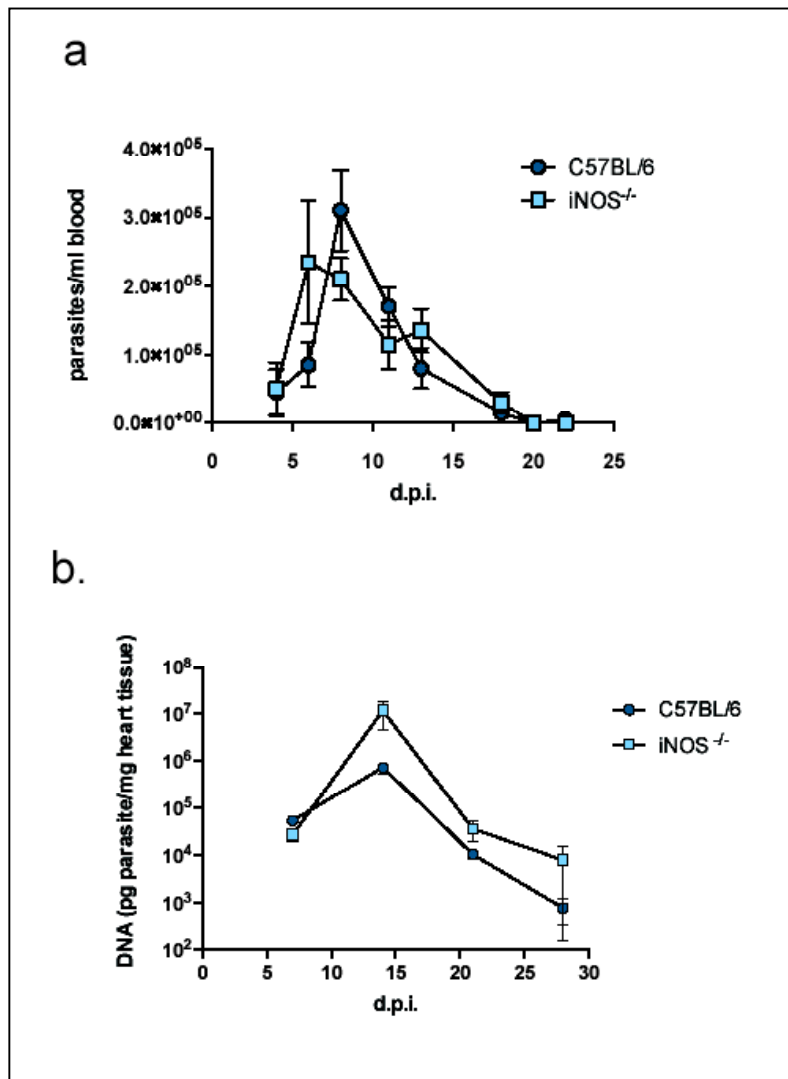 a
4.0×10⁰⁵
3.0×10⁰⁵
2.0×10⁰⁵
1.0×10⁰⁵
0.0×10⁺⁰⁰
parasites/ml blood
0 5 10 15 20 25
d.p.i.
C57BL/6
iNOS⁻/⁻
b.
10⁸
10⁷
10⁶
10⁵
10⁴
10³
10²
DNA (pg parasite/mg heart tissue)
0 5 10 15 20 25 30
d.p.i.
C57BL/6
iNOS ⁻/⁻